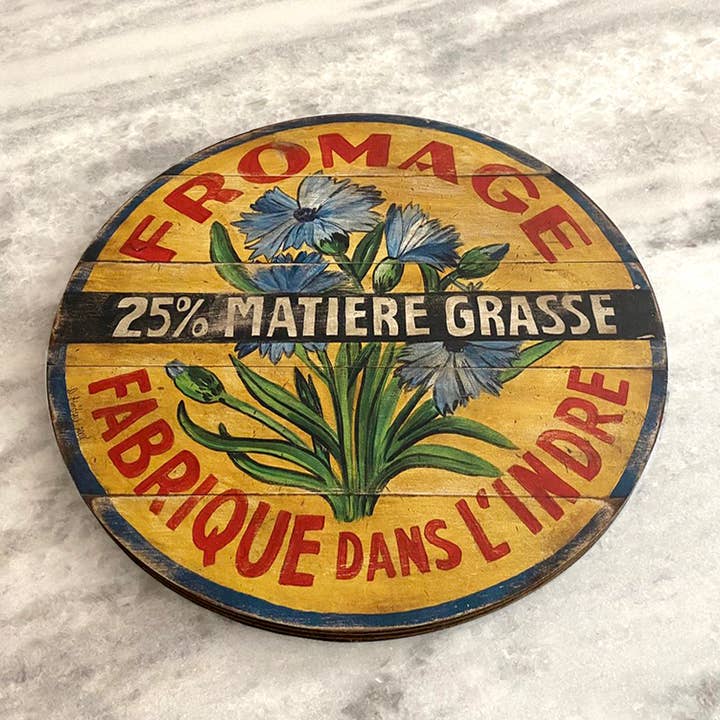 FROMAGE
25% MATIERE GRASSE
FABRIQUE DANS L'INDRE